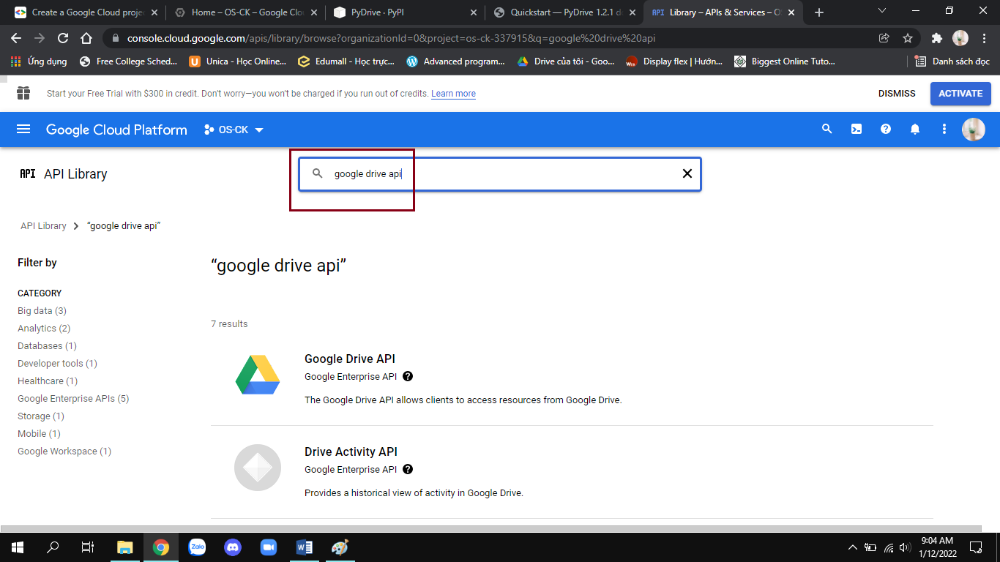 Create a Google Cloud projec
Home – OS-CK – Google Clo
PyDrive · PyPI
Quickstart — PyDrive 1.2.1 d
API Library – APIs & Services – O
console.cloud.google.com/apis/library/browse?organizationId=0&project=os-ck-337915&q=google%20drive%20api
Ứng dụng
Free College Sched...
Unica - Học Online...
Edumall - Học trực...
Advanced program...
Drive của tôi - Goo...
Display flex | Hướn...
Biggest Online Tuto...
Danh sách đọc
Start your Free Trial with $300 in credit. Don't worry—you won't be charged if you run out of credits. Learn more
DISMISS
ACTIVATE
Google Cloud Platform
OS-CK
API API Library
google drive api
API Library
“google drive api”
Filter by
CATEGORY
Big data (3)
Analytics (2)
Databases (1)
Developer tools (1)
Healthcare (1)
Google Enterprise APIs (5)
Storage (1)
Mobile (1)
Google Workspace (1)
“google drive api”
7 results
Google Drive API
Google Enterprise API
The Google Drive API allows clients to access resources from Google Drive.
Drive Activity API
Google Enterprise API
Provides a historical view of activity in Google Drive.
Zalo
9:04 AM
1/12/2022